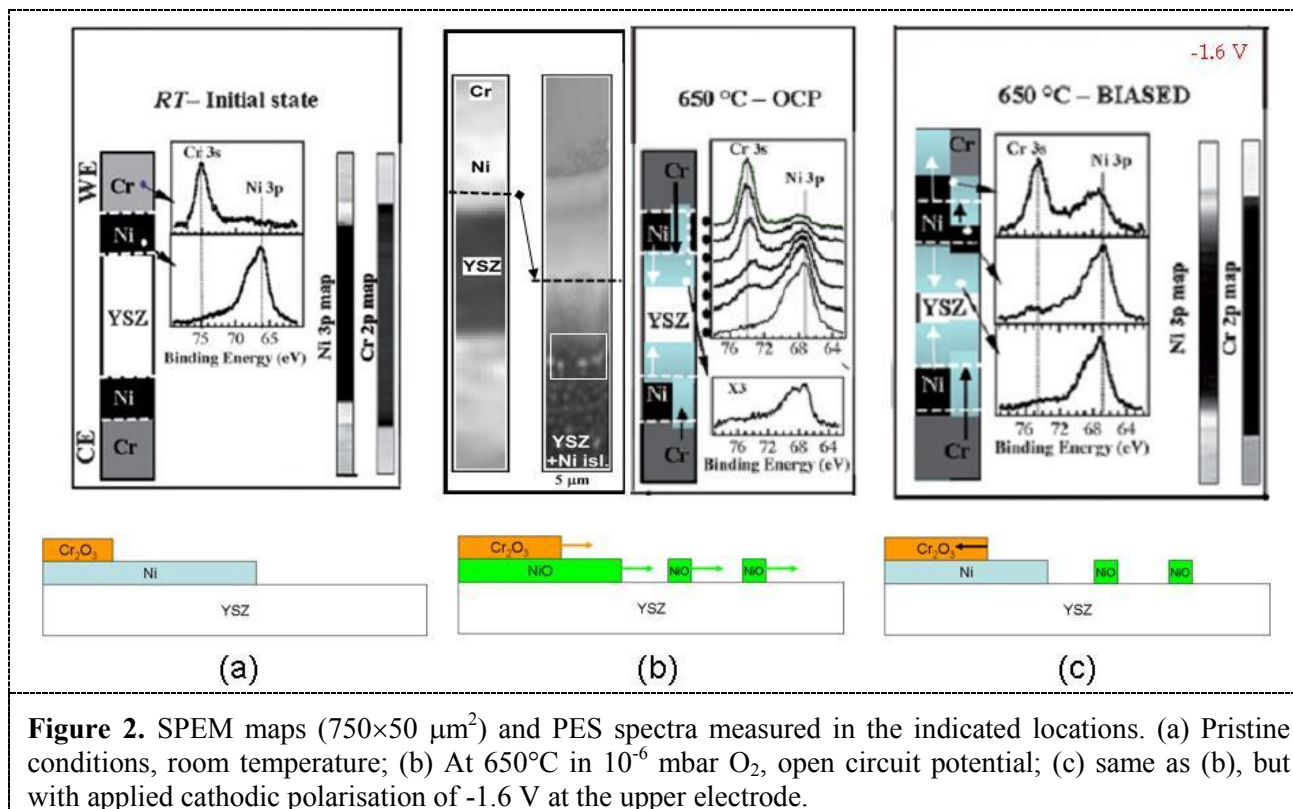 RT– Initial state
WE
CE
Cr
Ni
YSZ
Ni
Cr
Cr 3s
Ni 3p
75 70 65
Binding Energy (eV)
Ni 3p map
Cr 2p map
Cr
Ni
YSZ
YSZ
+Ni isl.
5 µm
650 °C – OCP
Ni
YSZ
Ni
Cr
Cr 3s
Ni 3p
76 72 68 64
X3
76 72 68 64
Binding Energy (eV)
-1.6 V
650 °C – BIASED
Cr
Ni
YSZ
Ni
Cr
Cr 3s
Ni 3p
76 72 68 64
Binding Energy (eV)
Ni 3p map
Cr 2p map
Cr₂O₃
Ni
YSZ
Cr₂O₃
NiO
NiO
NiO
YSZ
Cr₂O₃
Ni
NiO
NiO
YSZ
(a)
(b)
(c)
Figure 2. SPEM maps (750×50 µm²) and PES spectra measured in the indicated locations. (a) Pristine
conditions, room temperature; (b) At 650°C in 10⁻⁶ mbar O₂, open circuit potential; (c) same as (b), but
with applied cathodic polarisation of -1.6 V at the upper electrode.